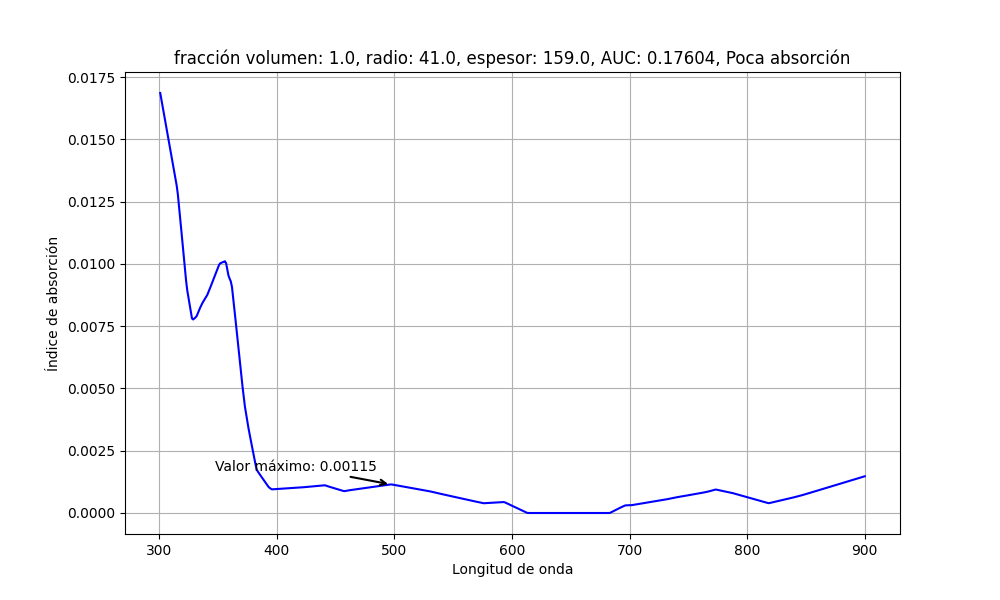 fracción volumen: 1.0, radio: 41.0, espesor: 159.0, AUC: 0.17604, Poca absorción
0.0175
0.0150
0.0125
0.0100
0.0075
0.0050
0.0025
0.0000
Índice de absorción
Valor máximo: 0.00115
300 400 500 600 700 800 900
Longitud de onda